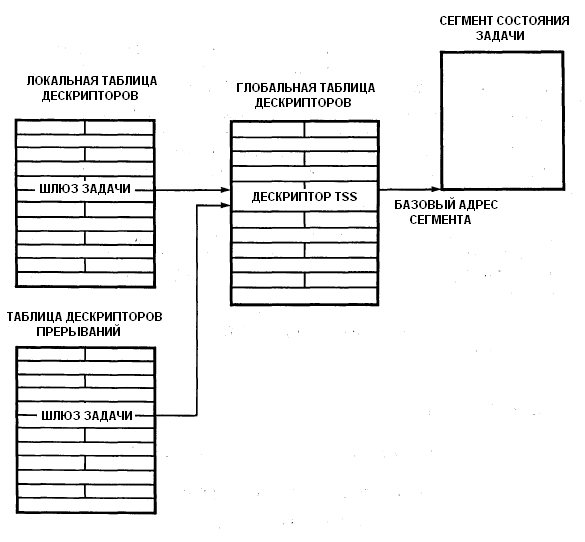 СЕГМЕНТ СОСТОЯНИЯ
ЗАДАЧИ
ЛОКАЛЬНАЯ ТАБЛИЦА
ДЕСКРИПТОРОВ
ГЛОБАЛЬНАЯ ТАБЛИЦА
ДЕСКРИПТОРОВ
ШЛЮЗ ЗАДАЧИ
ДЕСКРИПТОР TSS
БАЗОВЫЙ АДРЕС
СЕГМЕНТА
ТАБЛИЦА ДЕСКРИПТОРОВ
ПРЕРЫВАНИЙ
ШЛЮЗ ЗАДАЧИ